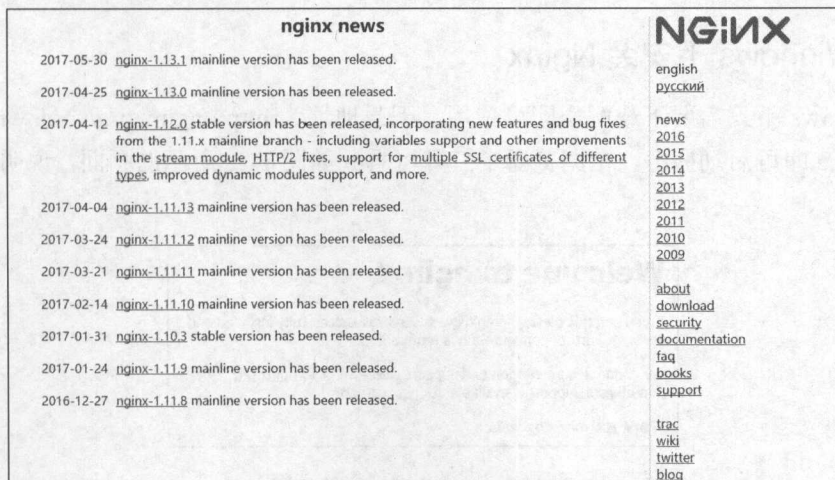 nginx news
2017-05-30 nginx-1.13.1 mainline version has been released.
2017-04-25 nginx-1.13.0 mainline version has been released.
2017-04-12 nginx-1.12.0 stable version has been released, incorporating new features and bug fixes
from the 1.11.x mainline branch - including variables support and other improvements
in the stream module, HTTP/2 fixes, support for multiple SSL certificates of different
types, improved dynamic modules support, and more.
2017-04-04 nginx-1.11.13 mainline version has been released.
2017-03-24 nginx-1.11.12 mainline version has been released.
2017-03-21 nginx-1.11.11 mainline version has been released.
2017-02-14 nginx-1.11.10 mainline version has been released.
2017-01-31 nginx-1.10.3 stable version has been released.
2017-01-24 nginx-1.11.9 mainline version has been released.
2016-12-27 nginx-1.11.8 mainline version has been released.
NGINX
english
русский
news
2016
2015
2014
2013
2012
2011
2010
2009
about
download
security
documentation
faq
books
support
trac
wiki
twitter
blog